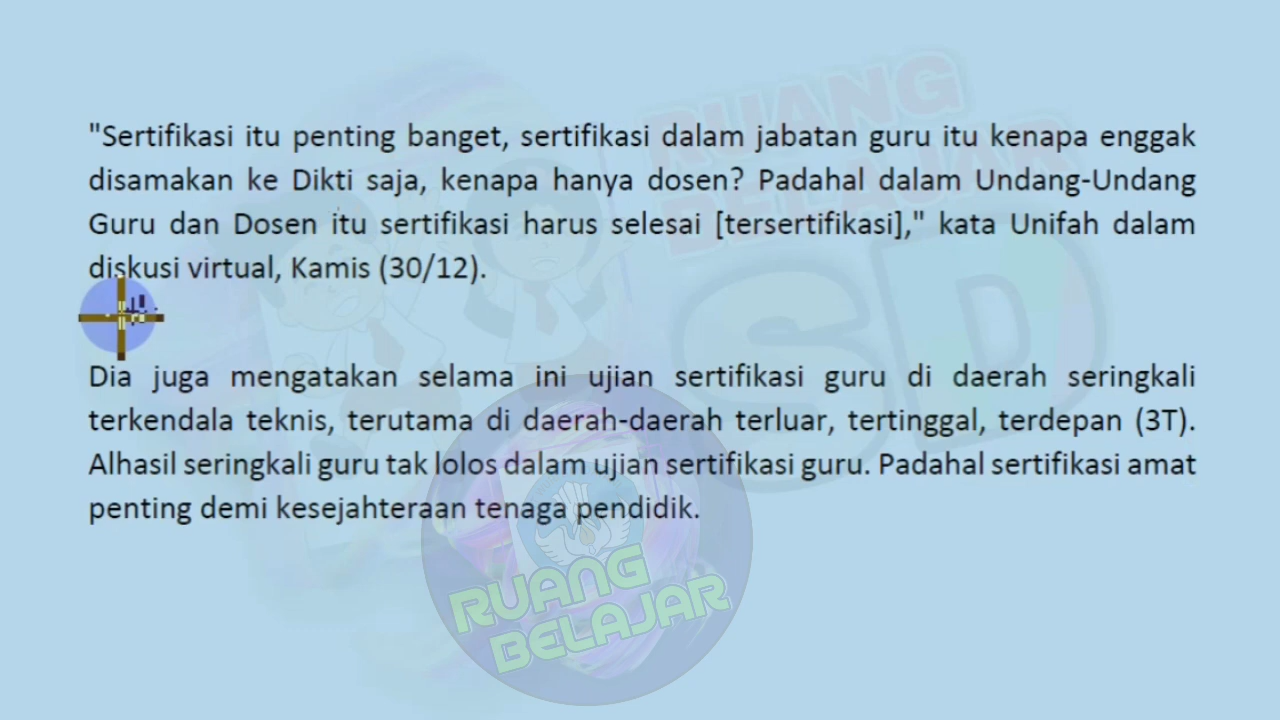 RUANG
BELAJAR
SD
"Sertifikasi itu penting banget, sertifikasi dalam jabatan guru itu kenapa enggak
disamakan ke Dikti saja, kenapa hanya dosen? Padahal dalam Undang-Undang
Guru dan Dosen itu sertifikasi harus selesai [tersertifikasi]," kata Unifah dalam
diskusi virtual, Kamis (30/12).
Dia juga mengatakan selama ini ujian sertifikasi guru di daerah seringkali
terkendala teknis, terutama di daerah-daerah terluar, tertinggal, terdepan (3T).
Alhasil seringkali guru tak lolos dalam ujian sertifikasi guru. Padahal sertifikasi amat
penting demi kesejahteraan tenaga pendidik.
RUANG
BELAJAR